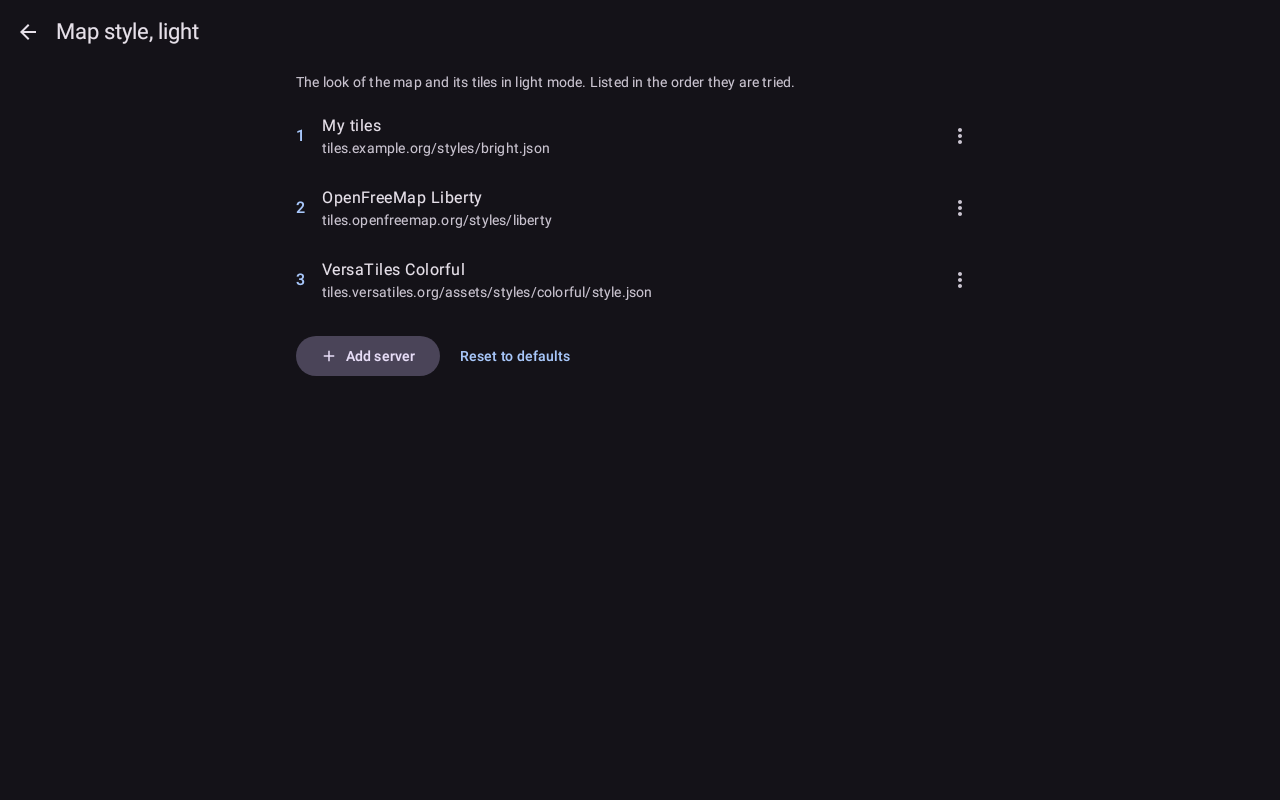 Map style, light
The look of the map and its tiles in light mode. Listed in the order they are tried.
1
My tiles
tiles.example.org/styles/bright.json
2
OpenFreeMap Liberty
tiles.openfreemap.org/styles/liberty
3
VersaTiles Colorful
tiles.versatiles.org/assets/styles/colorful/style.json
Add server
Reset to defaults